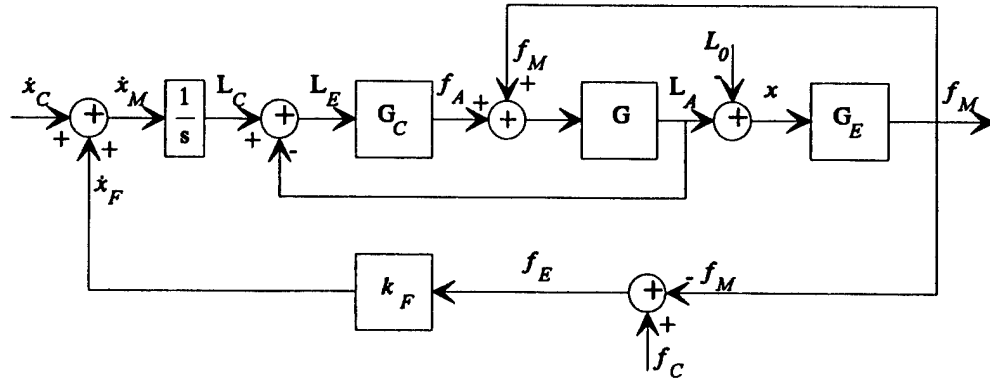 f_M
L_0
ẋ_C
ẋ_M
1
s
L_C
L_E
G_C
f_A
G
L_A
x
G_E
f_M
+
+
+
+
+
+
+
+
-
+
+
-
ẋ_F
k_F
f_E
+
-
f_M
+
f_C